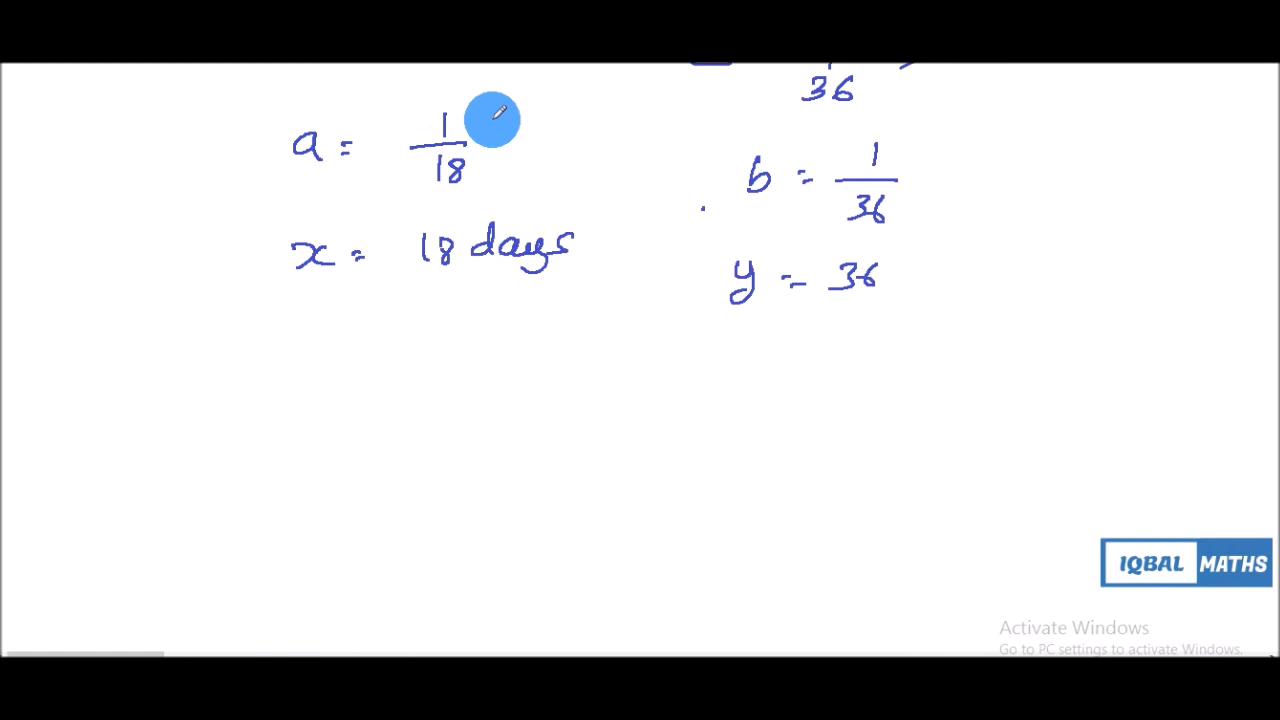 36
a = 1/18
b = 1/36
x = 18 days
y = 36
IQBAL MATHS
Activate Windows
Go to PC settings to activate Windows.